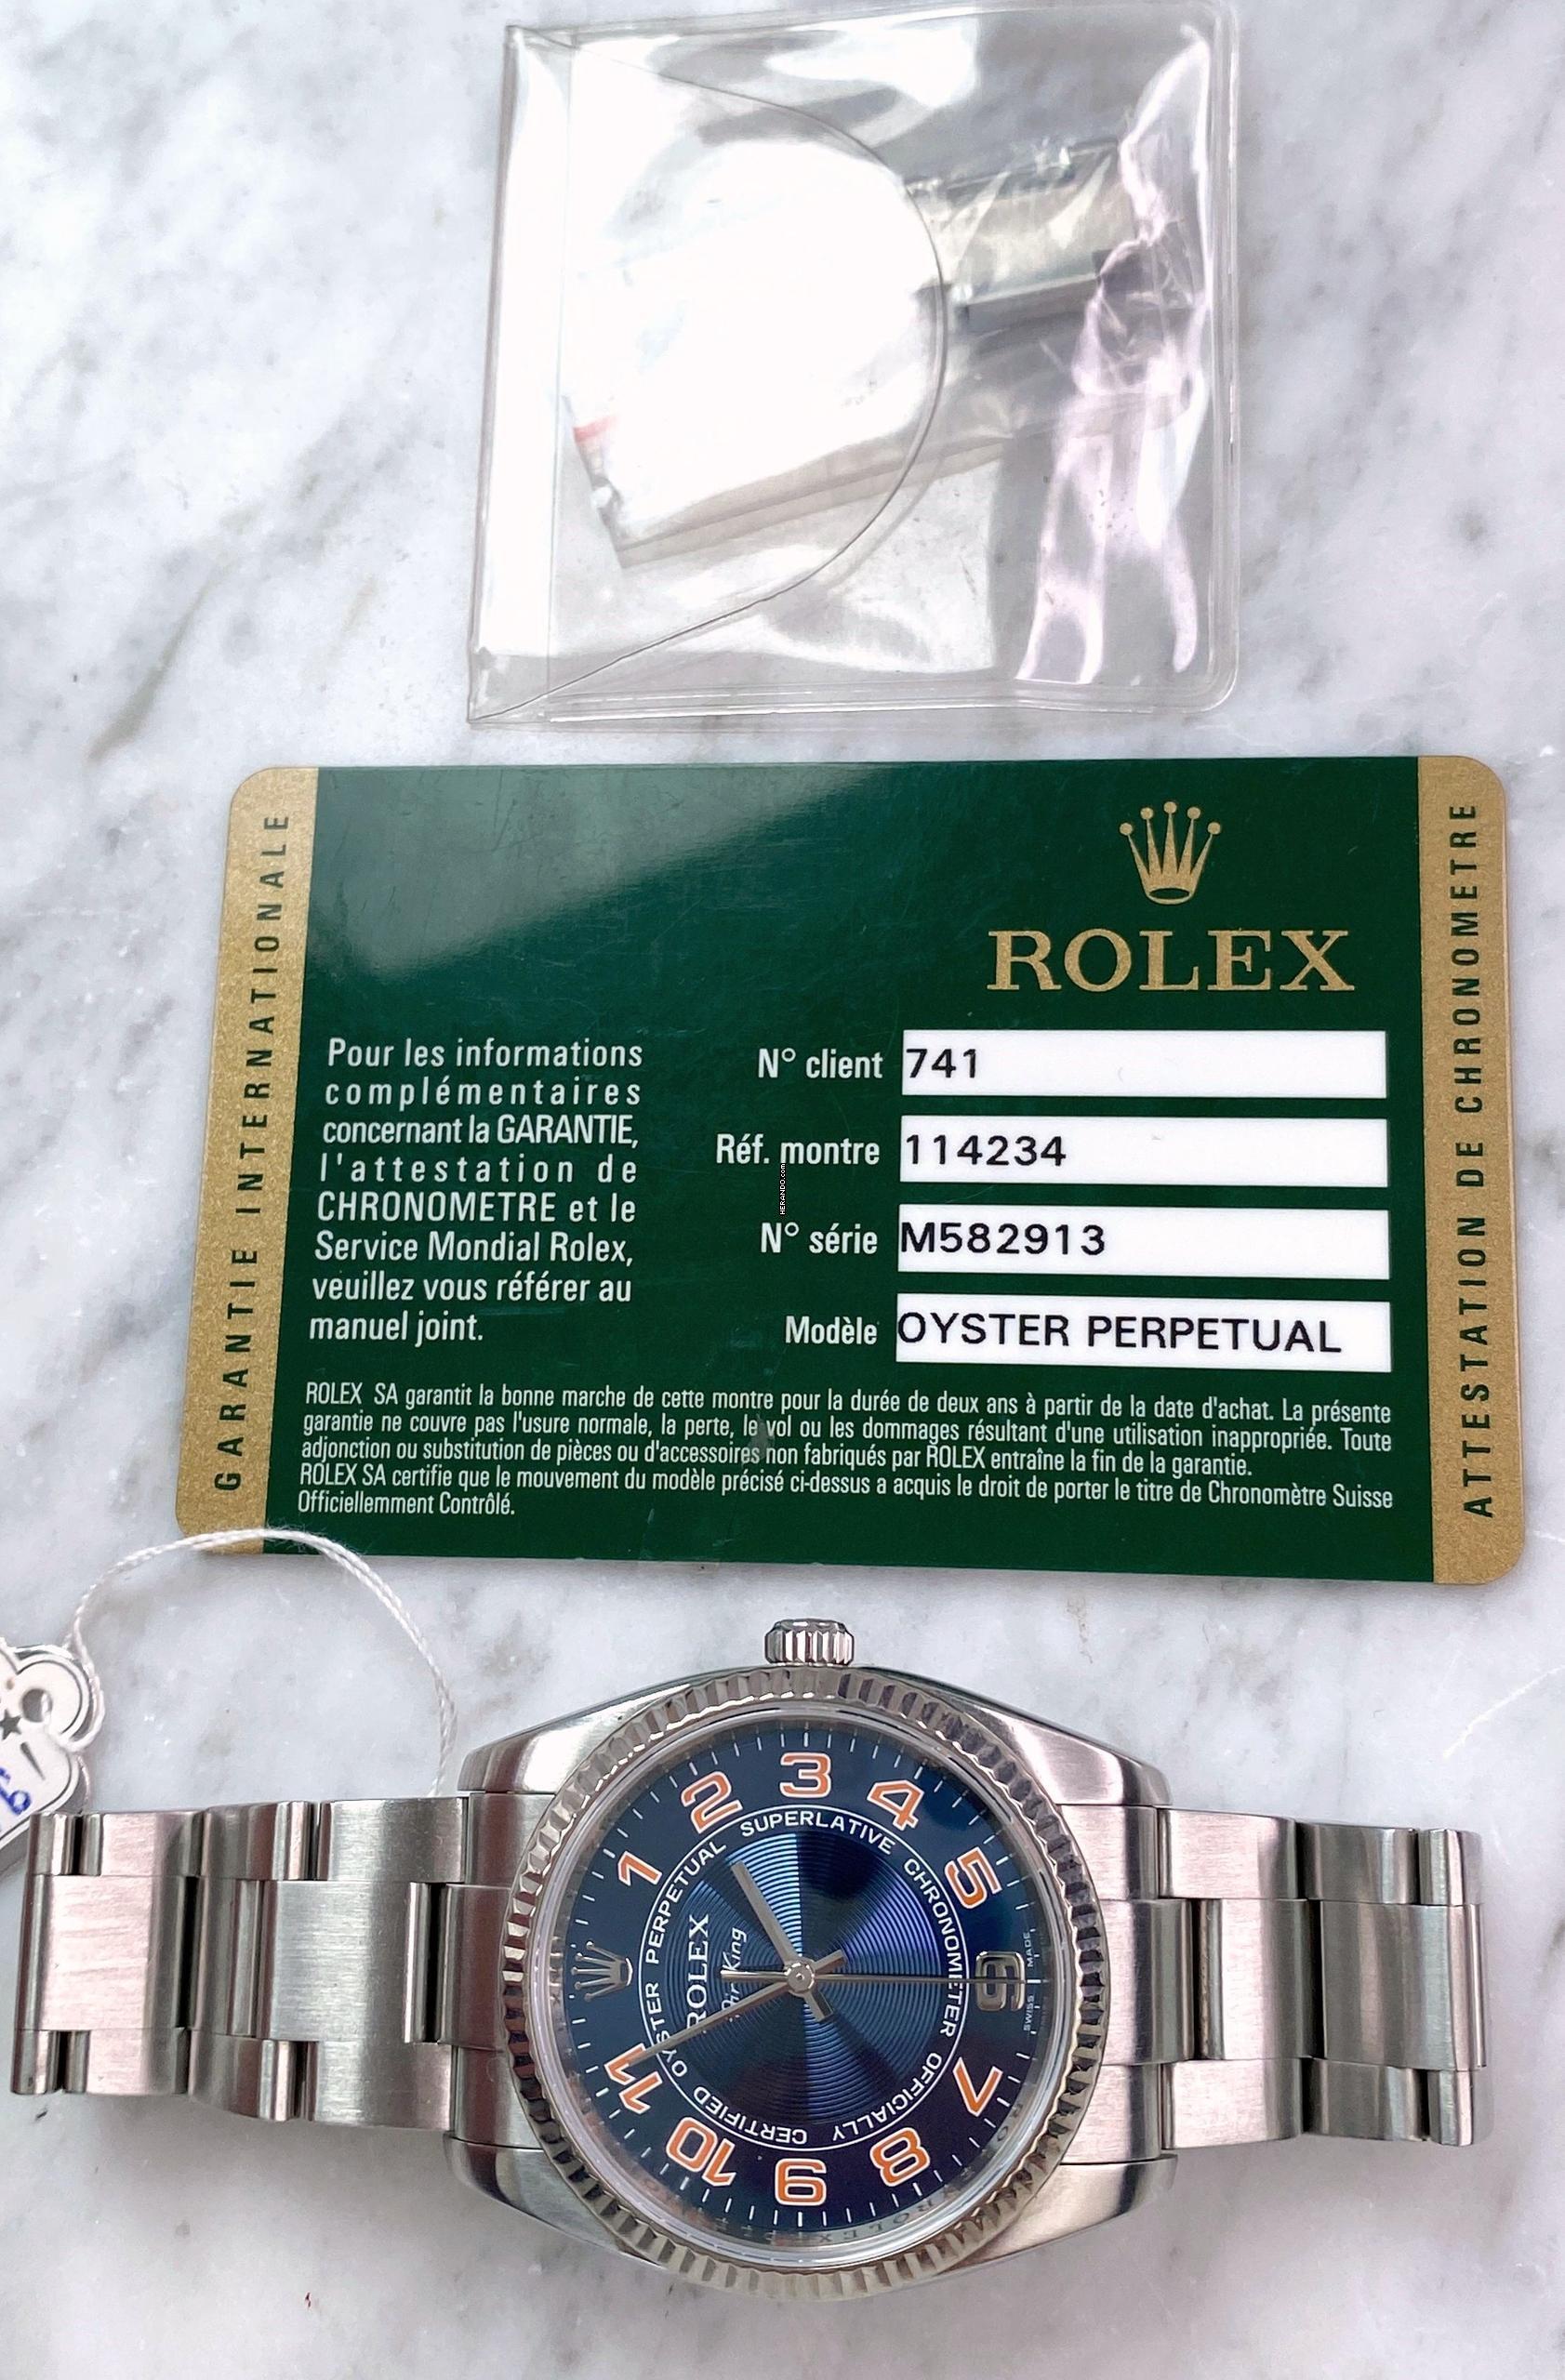 GARANTIE INTERNATIONALE
ROLEX
Pour les informations
complémentaires
concernant la GARANTIE,
l'attestation de
CHRONOMETRE et le
Service Mondial Rolex,
veuillez vous référer au
manuel joint.
N° client 741
Réf. montre 114234
N° série M582913
Modèle OYSTER PERPETUAL
ROLEX SA garantit la bonne marche de cette montre pour la durée de deux ans à partir de la date d'achat. La présente
garantie ne couvre pas l'usure normale, la perte, le vol ou les dommages résultant d'une utilisation inappropriée. Toute
adjonction ou substitution de pièces ou d'accessoires non fabriqués par ROLEX entraîne la fin de la garantie.
ROLEX SA certifie que le mouvement du modèle précisé ci-dessus a acquis le droit de porter le titre de Chronomètre Suisse
Officiellemment Contrôlé.
ATTESTATION DE CHRONOMETRE
HERANDO.com
1
2
3
4
5
6
7
8
9
10
11
ROLEX
Air-King
OYSTER PERPETUAL SUPERLATIVE CHRONOMETER OFFICIALLY CERTIFIED
SWISS MADE